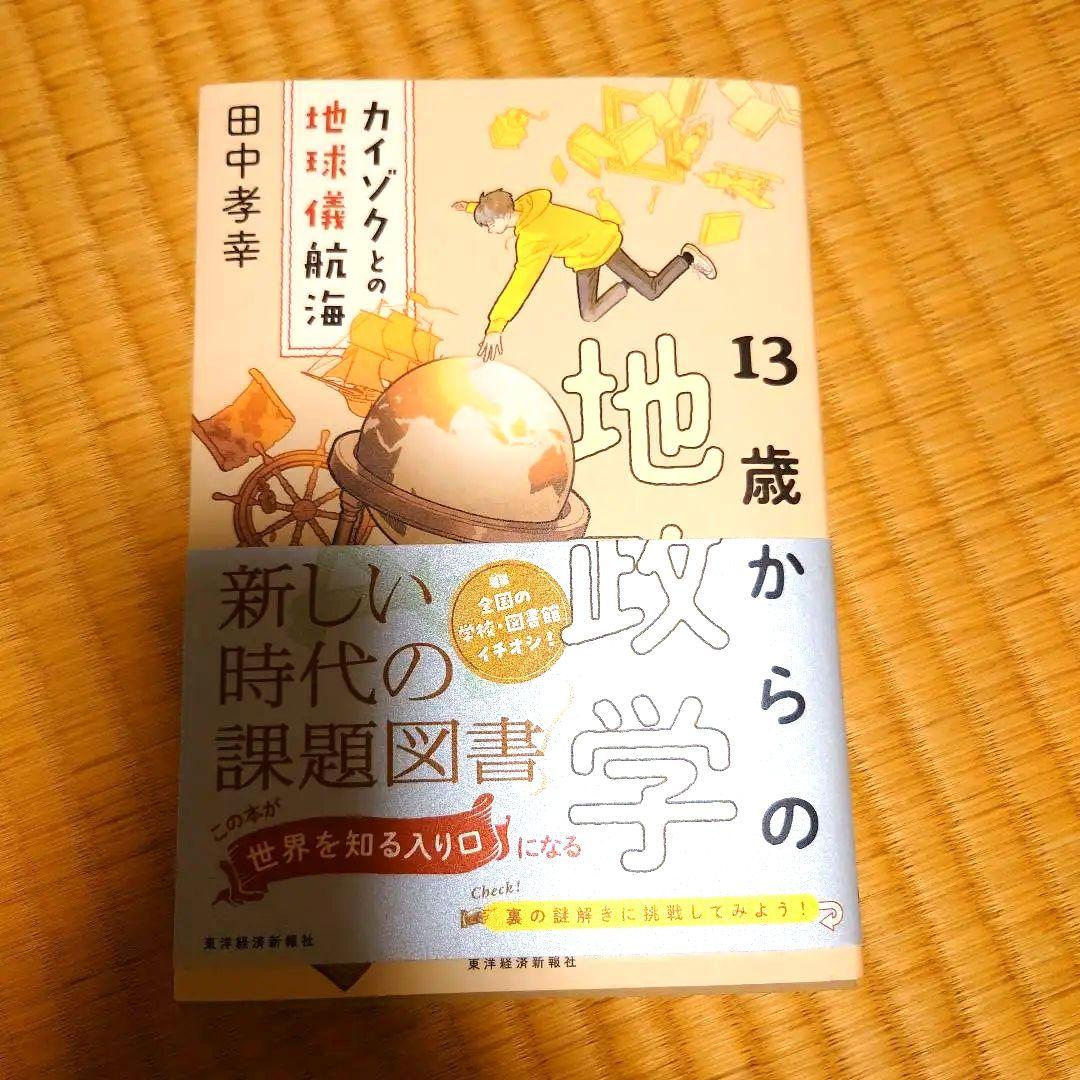 13歳からの
地政学
カイゾクとの
地球儀航海
田中孝幸
新しい
時代の
課題図書
全国の
学校・図書館
イチオシ！
この本が
世界を知る入り口
になる
Check!
裏の謎解きに挑戦してみよう！
東洋経済新報社
東洋経済新報社